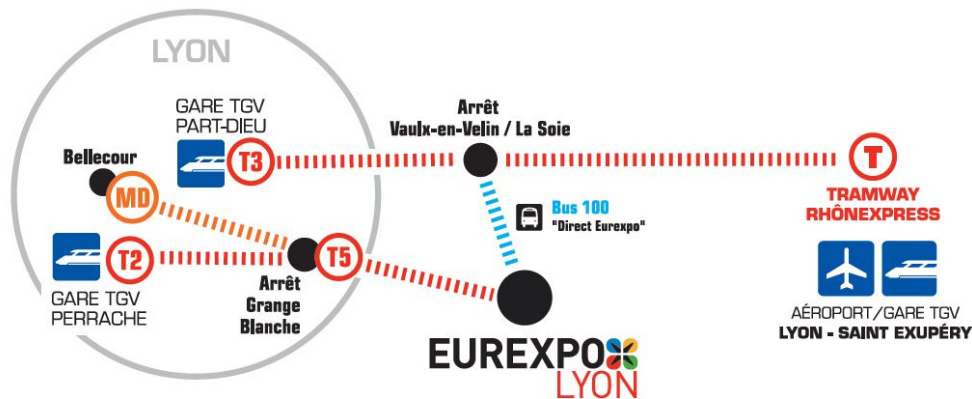 LYON
GARE TGV
PART-DIEU
T3
Arrêt
Vaulx-en-Velin / La Soie
T
TRAMWAY
RHÔNEXPRESS
Bellecour
MD
Bus 100
"Direct Eurexpo"
T2
GARE TGV
PERRACHE
T5
Arrêt
Grange
Blanche
AÉROPORT/GARE TGV
LYON - SAINT EXUPÉRY
EUREXPO
LYON